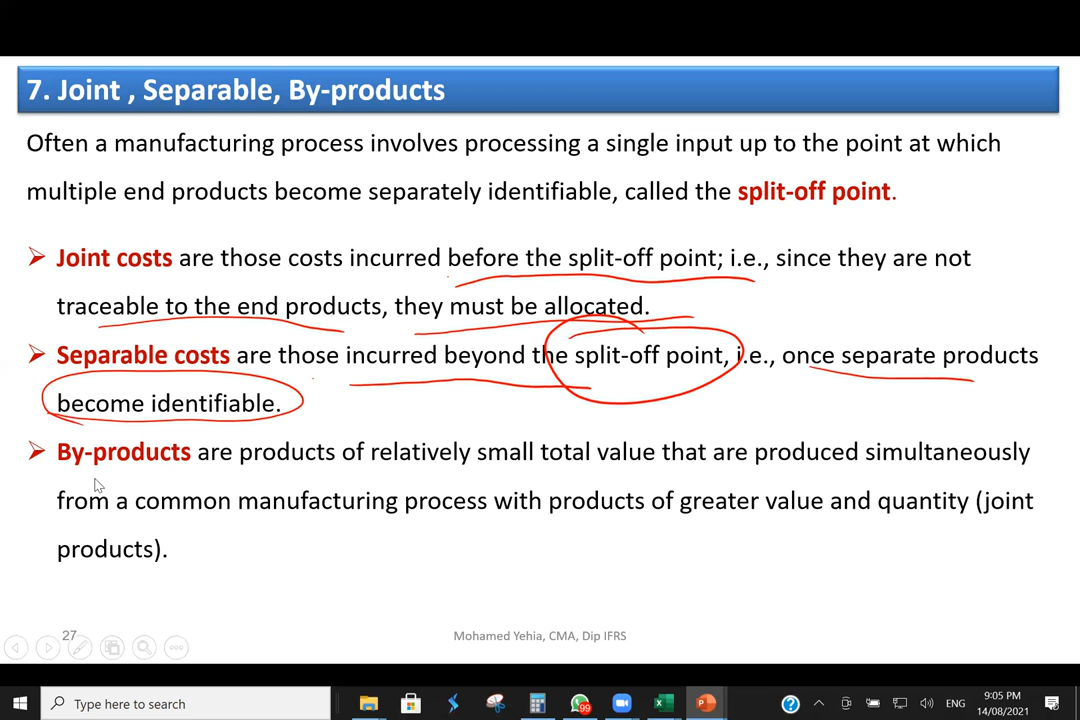 7. Joint , Separable, By-products
Often a manufacturing process involves processing a single input up to the point at which
multiple end products become separately identifiable, called the split-off point.
➢ Joint costs are those costs incurred before the split-off point; i.e., since they are not
traceable to the end products, they must be allocated.
➢ Separable costs are those incurred beyond the split-off point, i.e., once separate products
become identifiable.
➢ By-products are products of relatively small total value that are produced simultaneously
from a common manufacturing process with products of greater value and quantity (joint
products).
27
Mohamed Yehia, CMA, Dip IFRS
Type here to search
99
ENG
9:05 PM
14/08/2021